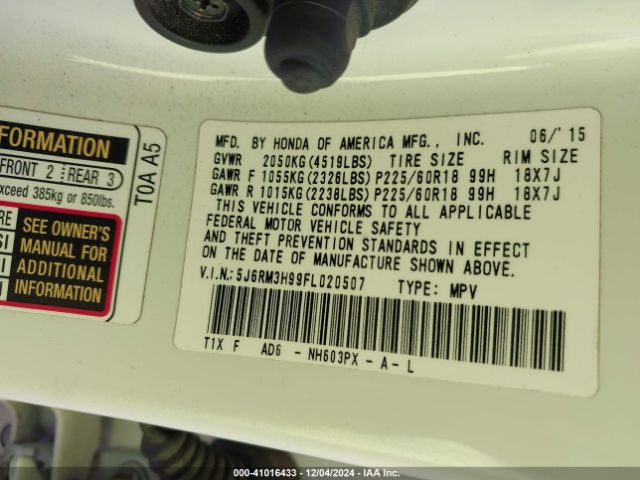 FORMATION
FRONT 2 REAR 3
exceed 385kg or 850lbs.
SEE OWNER'S
MANUAL FOR
ADDITIONAL
INFORMATION
T0A A5
MFD. BY HONDA OF AMERICA MFG., INC. 06/'15
GVWR 2050KG(4519LBS) TIRE SIZE RIM SIZE
GAWR F 1055KG(2326LBS) P225/60R18 99H 18X7J
GAWR R 1015KG(2238LBS) P225/60R18 99H 18X7J
THIS VEHICLE CONFORMS TO ALL APPLICABLE
FEDERAL MOTOR VEHICLE SAFETY
AND THEFT PREVENTION STANDARDS IN EFFECT
ON THE DATE OF MANUFACTURE SHOWN ABOVE.
V.I.N.:5J6RM3H99FL020507 TYPE: MPV
T1X F AD6 - NH603PX - A - L
000-41016433 - 12/04/2024 - IAA Inc.